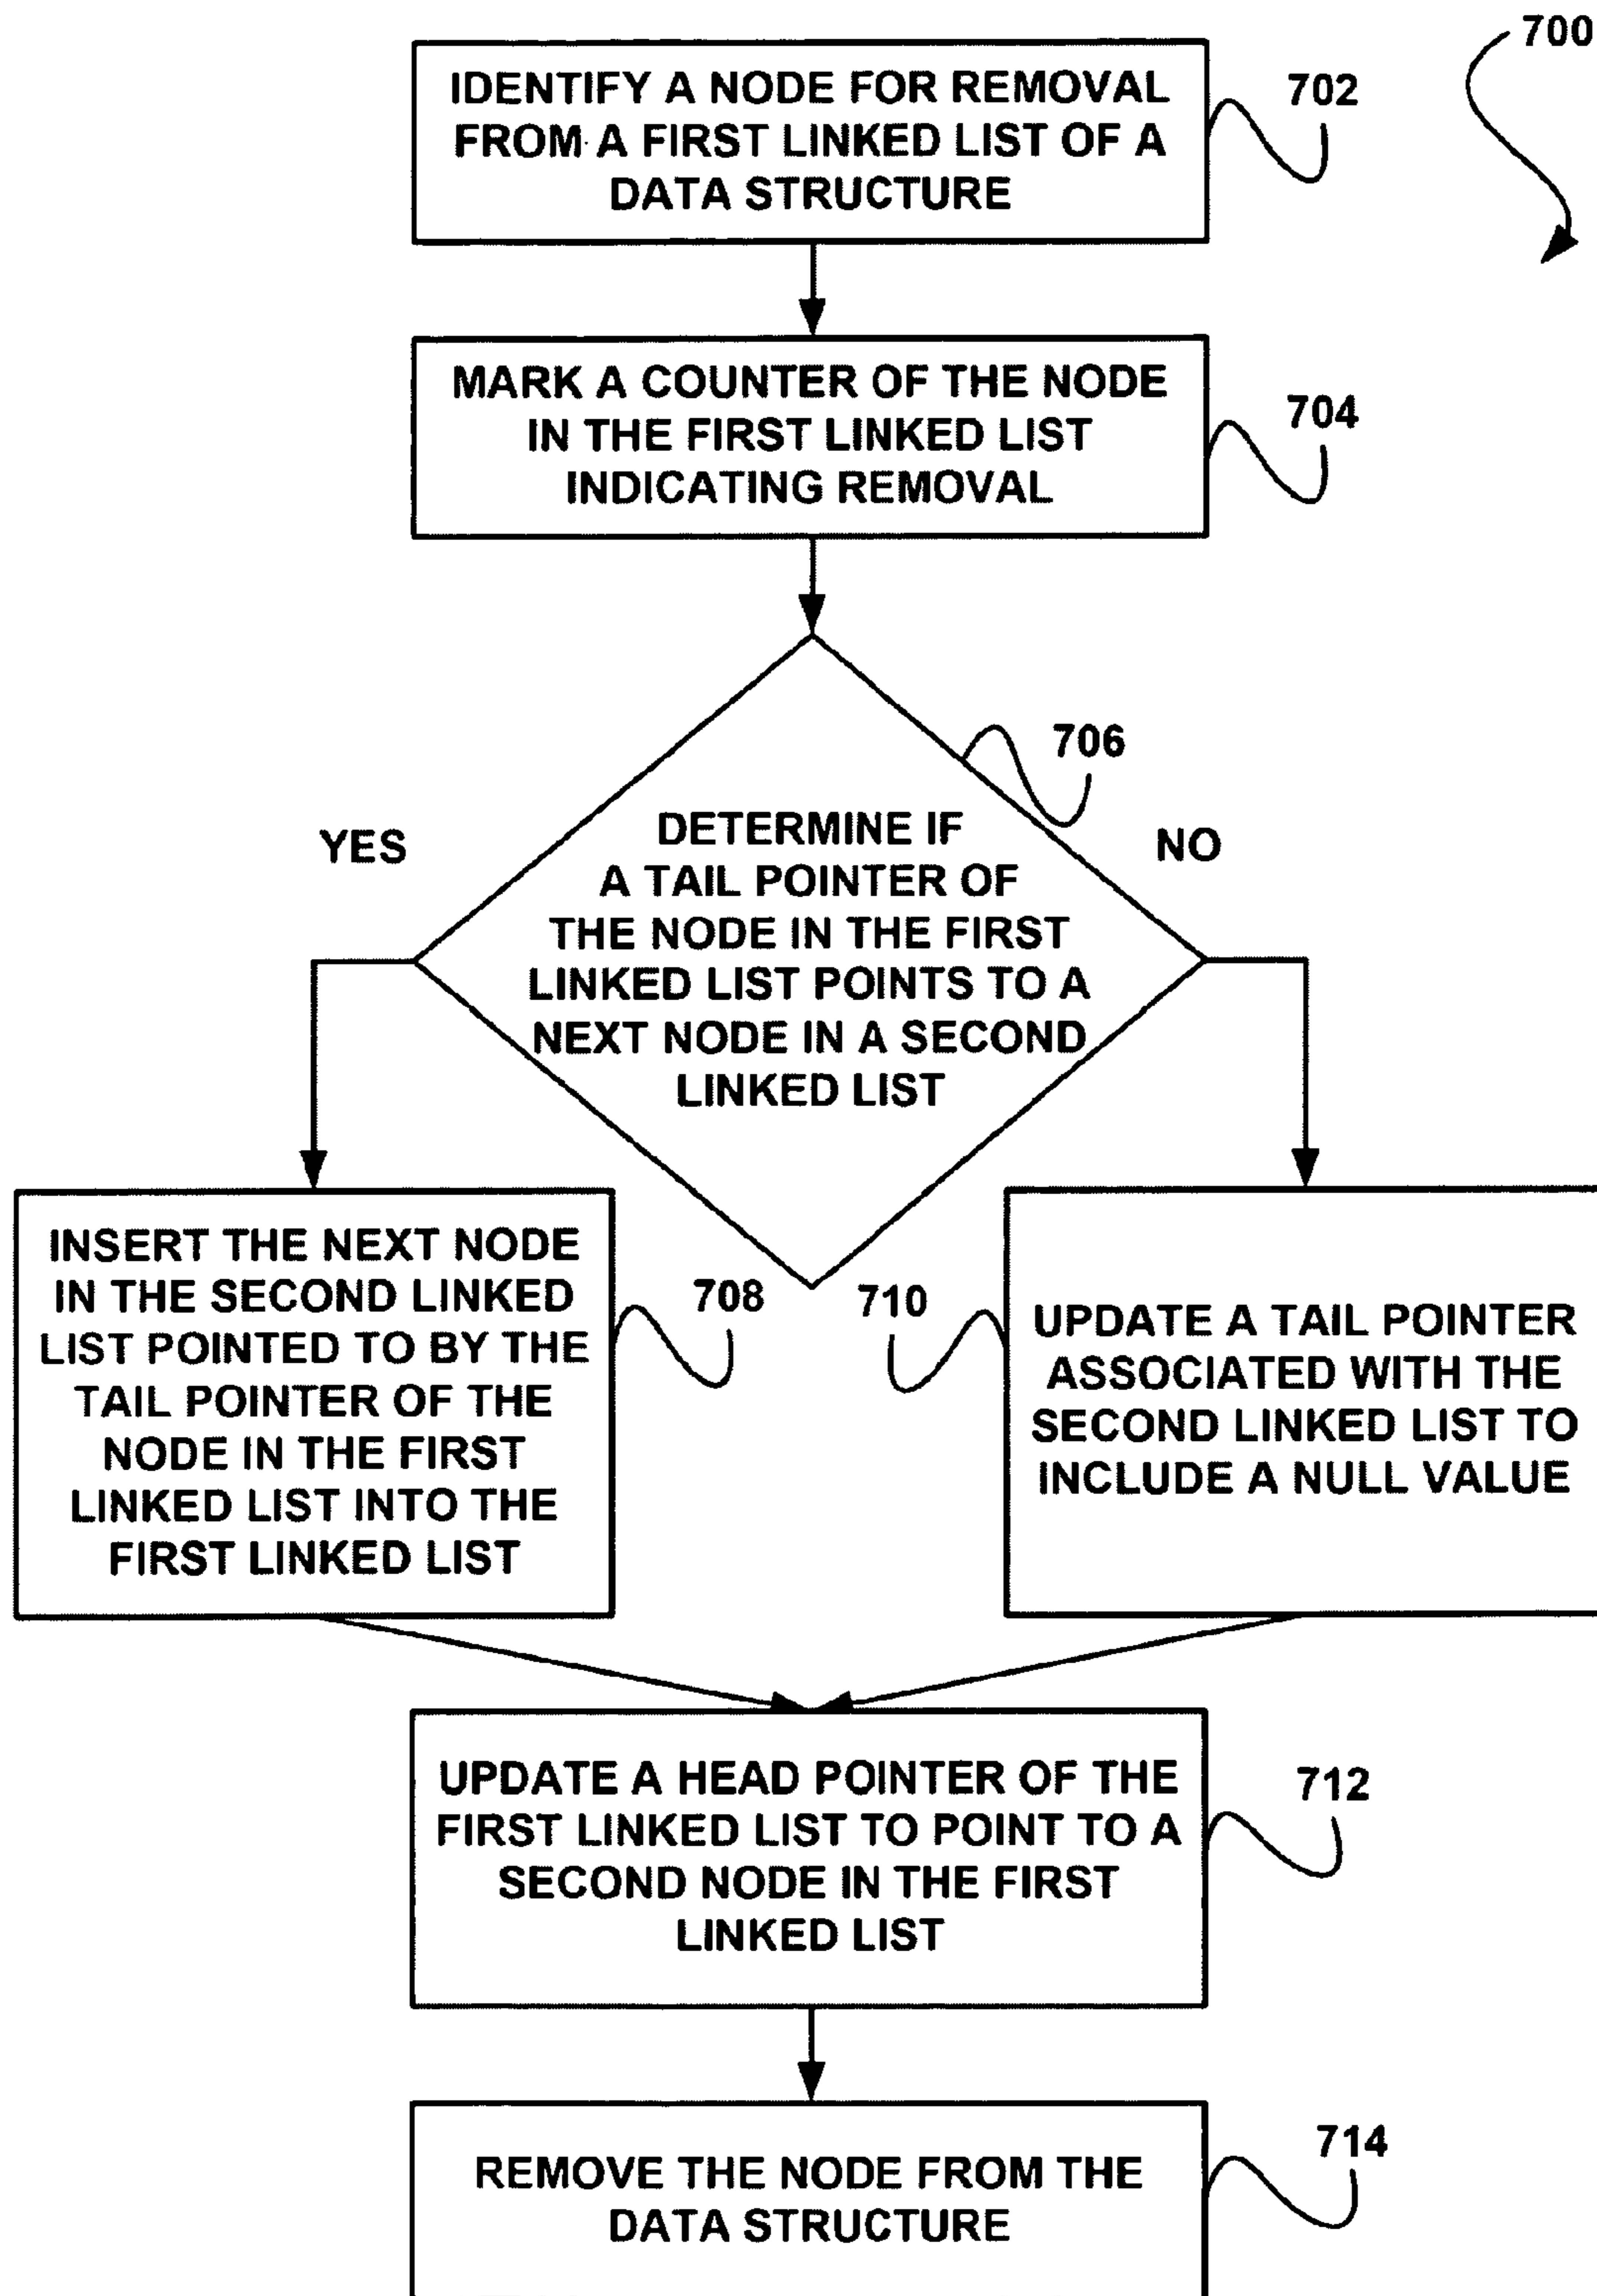 700
IDENTIFY A NODE FOR REMOVAL
FROM A FIRST LINKED LIST OF A
DATA STRUCTURE
702
MARK A COUNTER OF THE NODE
IN THE FIRST LINKED LIST
INDICATING REMOVAL
704
706
YES
NO
DETERMINE IF
A TAIL POINTER OF
THE NODE IN THE FIRST
LINKED LIST POINTS TO A
NEXT NODE IN A SECOND
LINKED LIST
INSERT THE NEXT NODE
IN THE SECOND LINKED
LIST POINTED TO BY THE
TAIL POINTER OF THE
NODE IN THE FIRST
LINKED LIST INTO THE
FIRST LINKED LIST
708
710
UPDATE A TAIL POINTER
ASSOCIATED WITH THE
SECOND LINKED LIST TO
INCLUDE A NULL VALUE
UPDATE A HEAD POINTER OF THE
FIRST LINKED LIST TO POINT TO A
SECOND NODE IN THE FIRST
LINKED LIST
712
REMOVE THE NODE FROM THE
DATA STRUCTURE
714